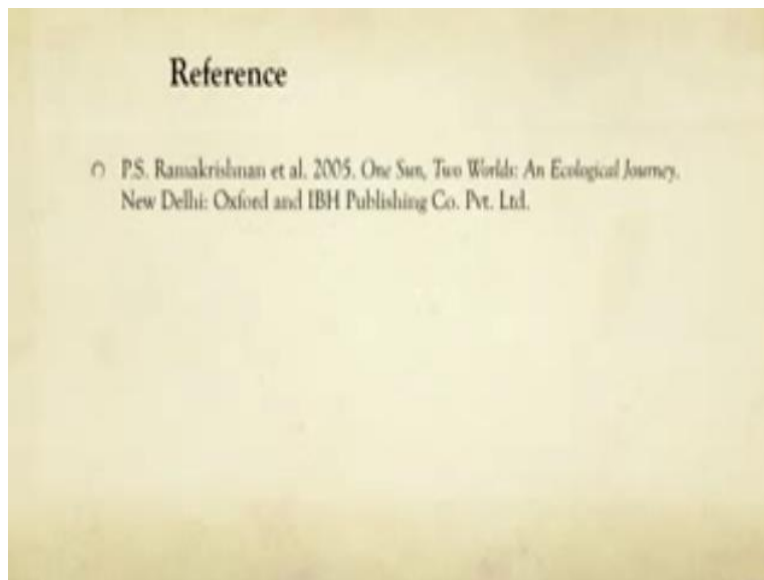 Reference
P.S. Ramakrishnan et al. 2005. One Sun, Two Worlds: An Ecological Journey.
New Delhi: Oxford and IBH Publishing Co. Pvt. Ltd.